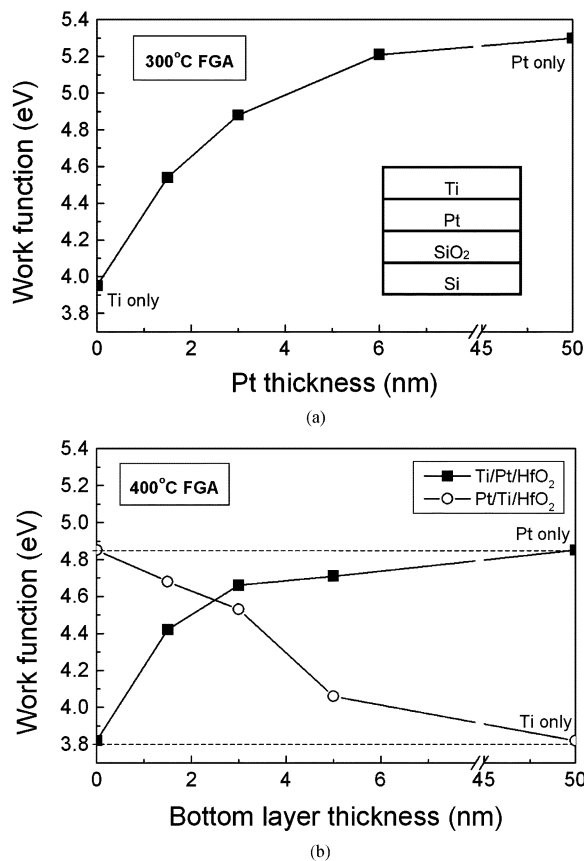 5.4
5.2
5.0
4.8
4.6
4.4
4.2
4.0
3.8
Work function (eV)
300°C FGA
Pt only
Ti only
Ti
Pt
SiO₂
Si
0 2 4 6 45 50
Pt thickness (nm)
(a)
5.4
5.2
5.0
4.8
4.6
4.4
4.2
4.0
3.8
Work function (eV)
400°C FGA
Ti/Pt/HfO₂
Pt/Ti/HfO₂
Pt only
Ti only
0 2 4 6 45 50
Bottom layer thickness (nm)
(b)